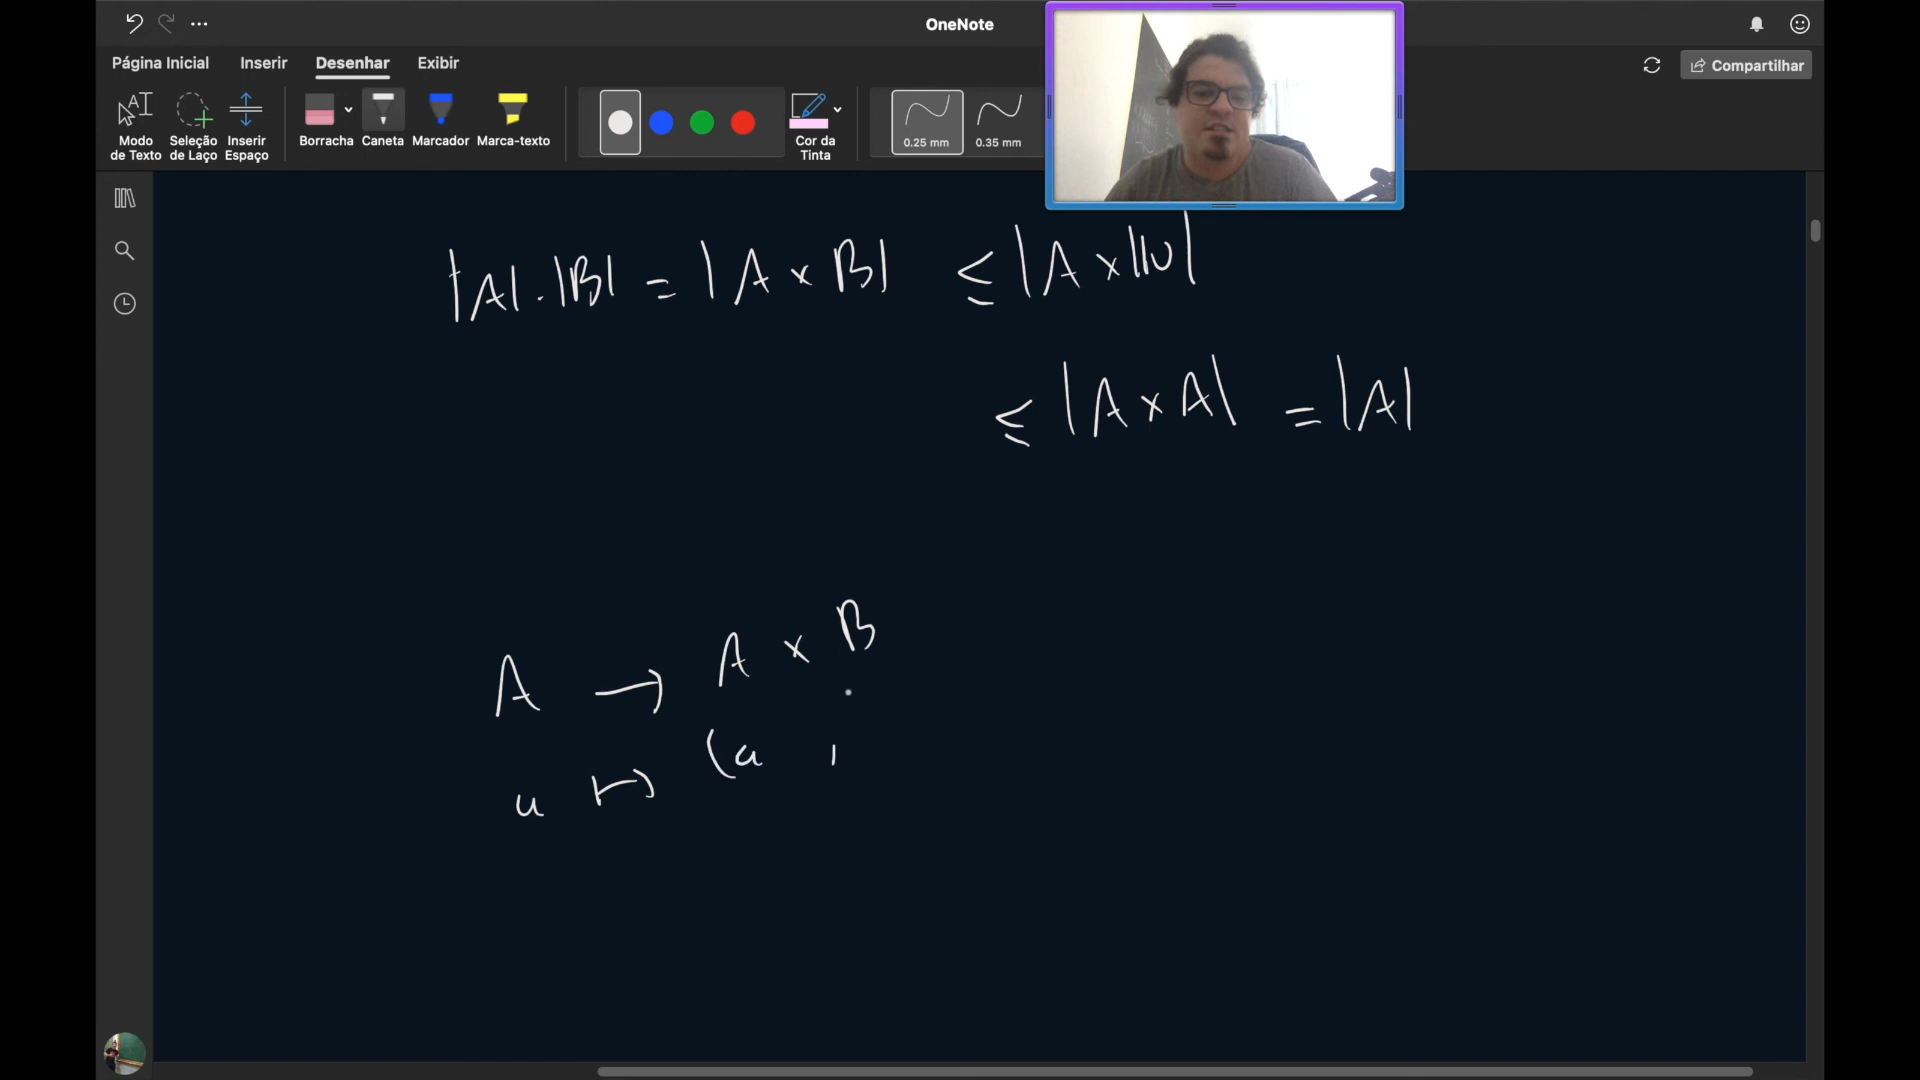 OneNote
Página Inicial Inserir Desenhar Exibir
Compartilhar
Modo de Texto
Seleção de Laço
Inserir Espaço
Borracha
Caneta
Marcador
Marca-texto
Cor da Tinta
0.25 mm
0.35 mm
|A| . |B| = |A × B| ≤ |A × ℕ|
≤ |A × A| = |A|
A → A × B
a ↦ (a ,